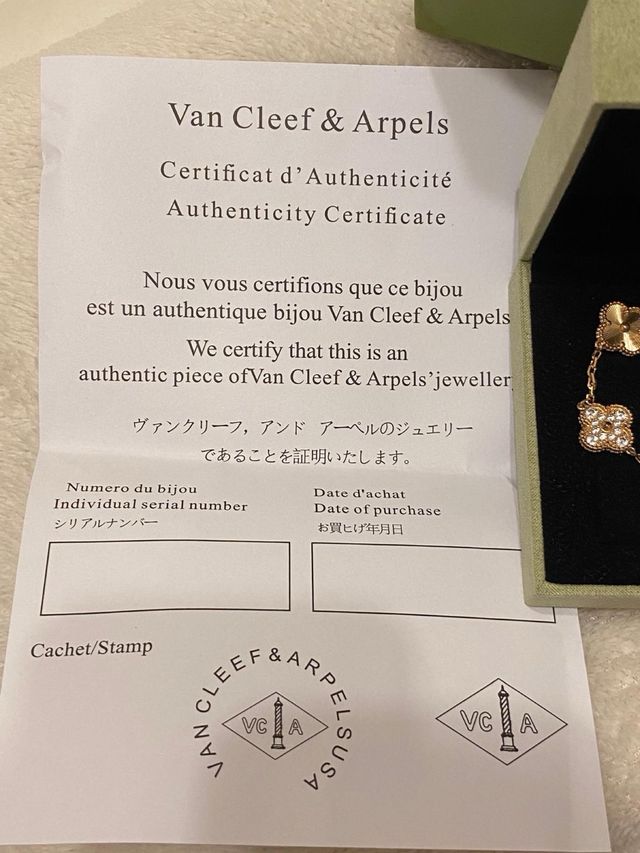 Van Cleef & Arpels
Certificat d'Authenticité
Authenticity Certificate
Nous vous certifions que ce bijou
est un authentique bijou Van Cleef & Arpels
We certify that this is an
authentic piece ofVan Cleef & Arpels'jeweller
ヴァンクリーフ, アンド アーペルのジュエリー
であることを証明いたします。
Numero du bijou
Individual serial number
シリアルナンバー
Date d'achat
Date of purchase
お買ヒげ年月日
Cachet/Stamp
VAN CLEEF & ARPELS USA
VC A
VC A